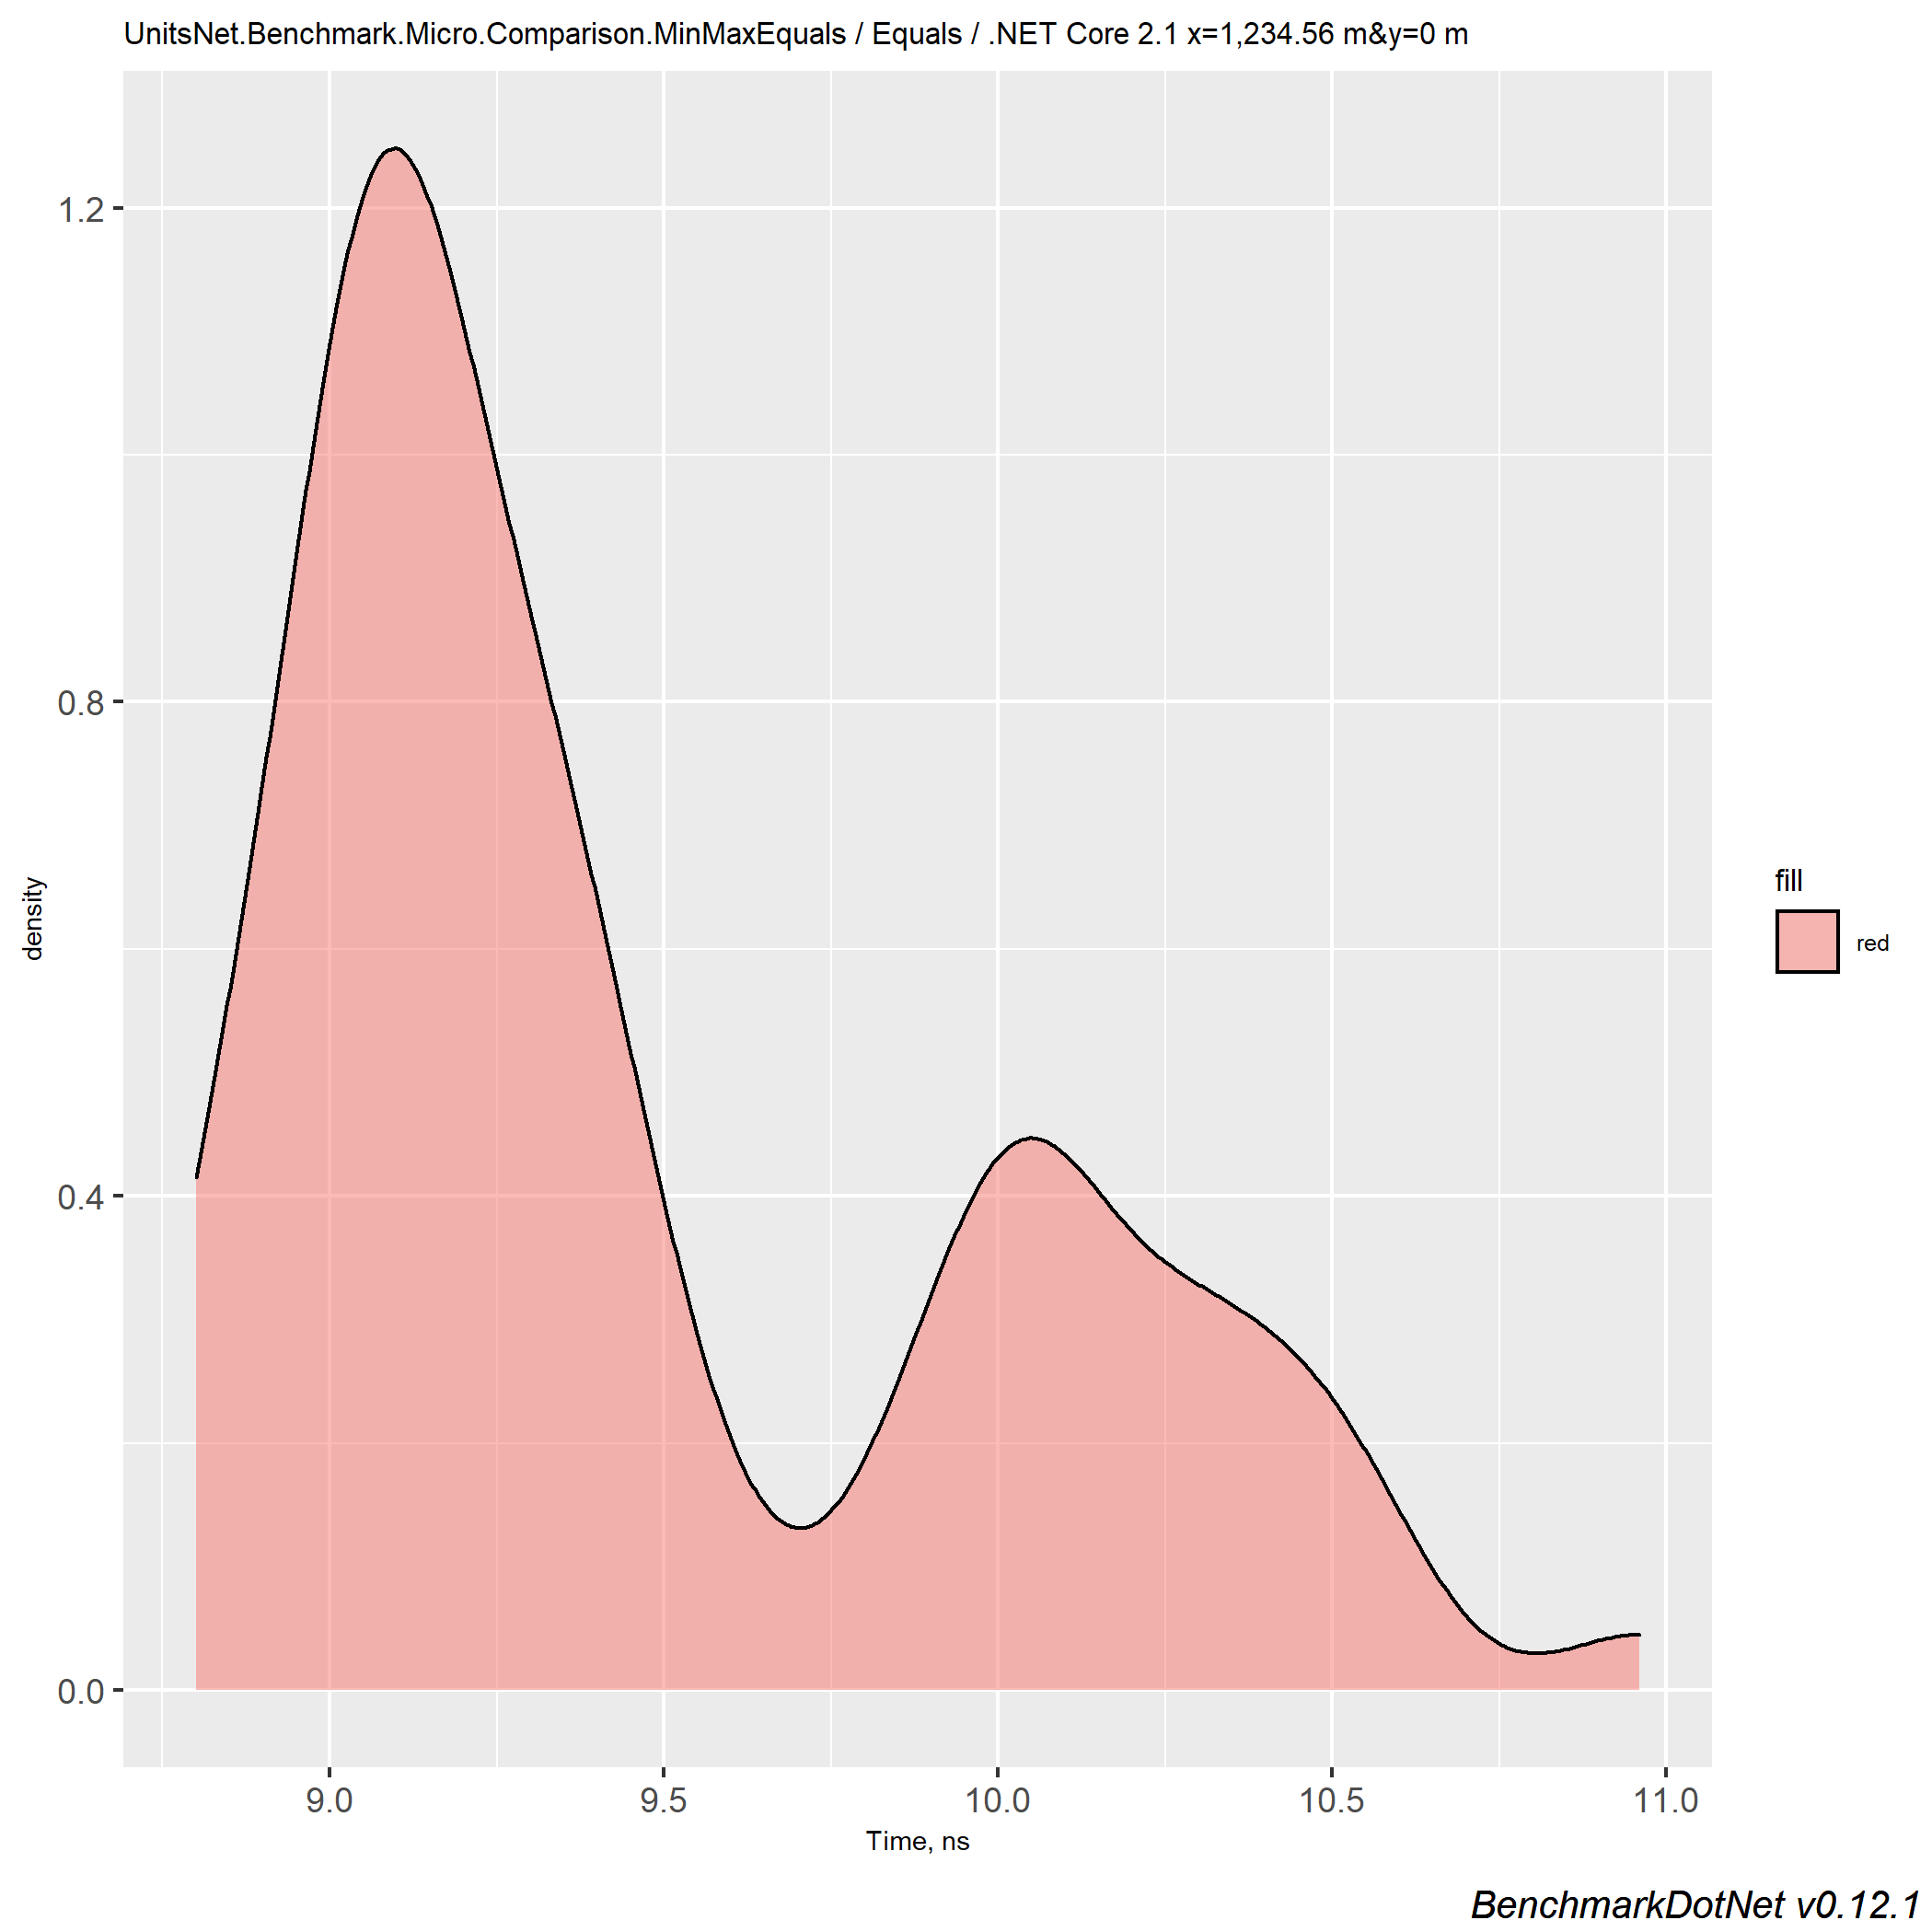 UnitsNet.Benchmark.Micro.Comparison.MinMaxEquals / Equals / .NET Core 2.1 x=1,234.56 m&y=0 m
1.2
0.8
0.4
0.0
density
9.0 9.5 10.0 10.5 11.0
Time, ns
fill
red
BenchmarkDotNet v0.12.1